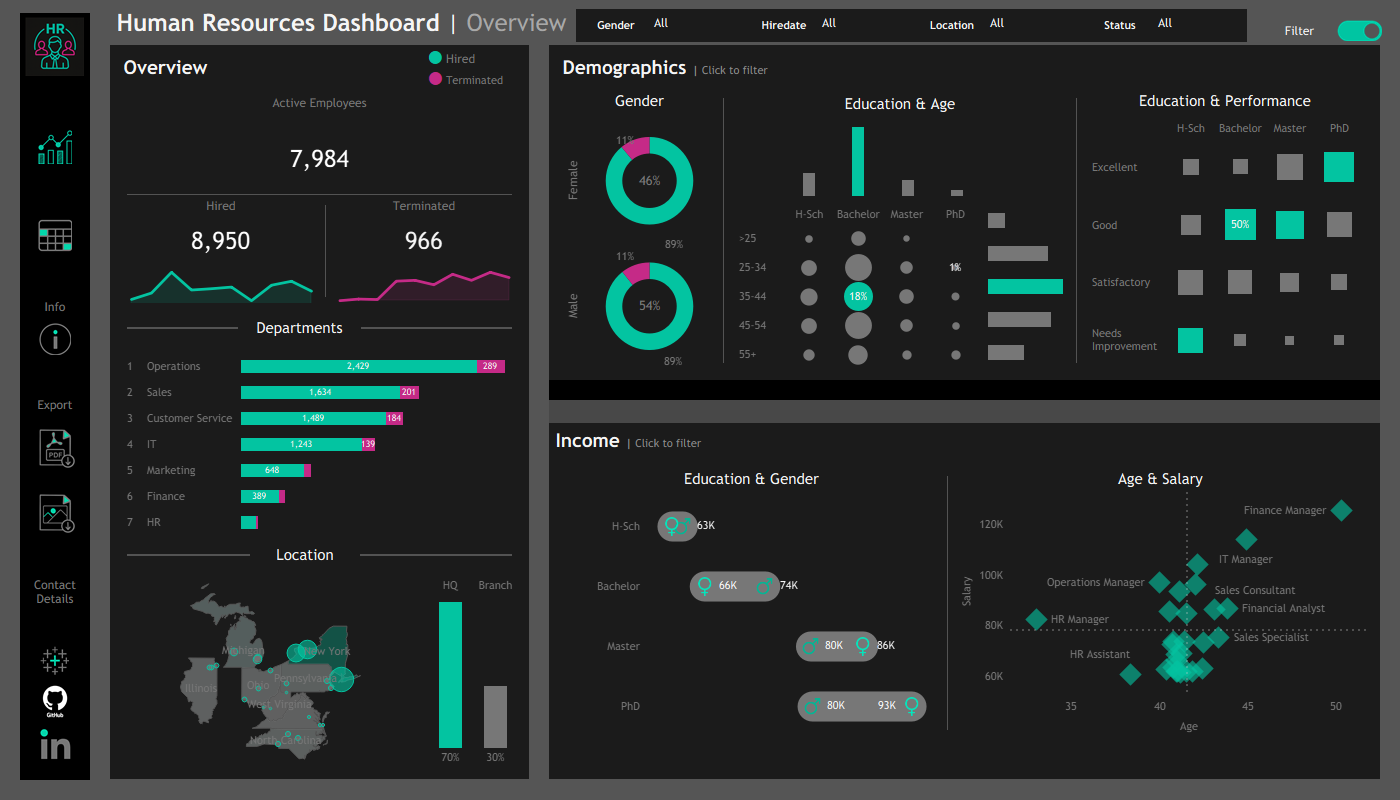 HR
Human Resources Dashboard | Overview
Gender All Hiredate All Location All Status All
Filter
Info
Export
PDF
Contact
Details
GitHub
in
Overview
Hired
Terminated
Active Employees
7,984
Hired Terminated
8,950 966
Departments
1 Operations 2,429 289
2 Sales 1,634 201
3 Customer Service 1,489 184
4 IT 1,243 139
5 Marketing 648
6 Finance 389
7 HR
Location
HQ Branch
Michigan New York
Pennsylvania
Illinois Ohio
West Virginia
North Carolina
70% 30%
Demographics | Click to filter
Gender
Female
11%
46%
89%
Male
11%
54%
89%
Education & Age
H-Sch Bachelor Master PhD
>25
25-34 1%
35-44 18%
45-54
55+
Education & Performance
H-Sch Bachelor Master PhD
Excellent
Good 50%
Satisfactory
Needs
Improvement
Income | Click to filter
Education & Gender
H-Sch 63K
Bachelor 66K 74K
Master 80K 86K
PhD 80K 93K
Age & Salary
Salary
120K
100K
80K
60K
Finance Manager
IT Manager
Operations Manager
Sales Consultant
Financial Analyst
HR Manager
Sales Specialist
HR Assistant
35 40 45 50
Age